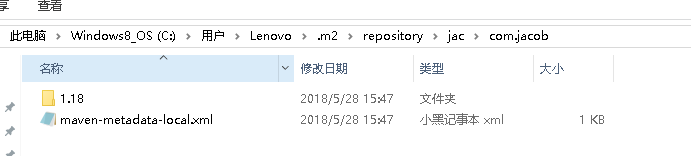 享 查看
此电脑 > Windows8_OS (C:) > 用户 > Lenovo > .m2 > repository > jac > com.jacob
名称 修改日期 类型 大小
1.18 2018/5/28 15:47 文件夹
maven-metadata-local.xml 2018/5/28 15:47 小黑记事本 xml 1 KB